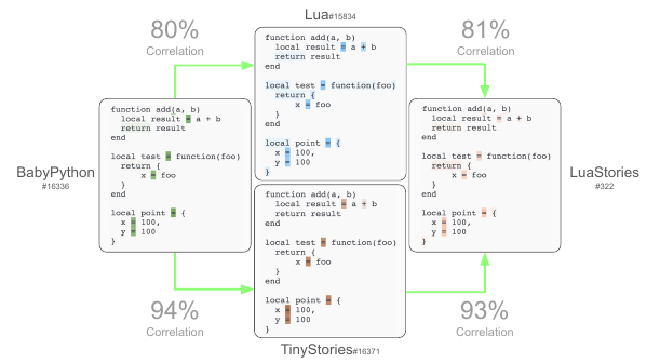 Lua#15834
80%
Correlation
81%
Correlation
function add(a, b)
local result = a + b
return result
end
local test = function(foo)
return {
x = foo
}
end
local point = {
x = 100,
y = 100
}
BabyPython
#16336
function add(a, b)
local result = a + b
return result
end
local test = function(foo)
return {
x = foo
}
end
local point = {
x = 100,
y = 100
}
function add(a, b)
local result = a + b
return result
end
local test = function(foo)
return {
x = foo
}
end
local point = {
x = 100,
y = 100
}
LuaStories
#322
function add(a, b)
local result = a + b
return result
end
local test = function(foo)
return {
x = foo
}
end
local point = {
x = 100,
y = 100
}
94%
Correlation
93%
Correlation
TinyStories#16371